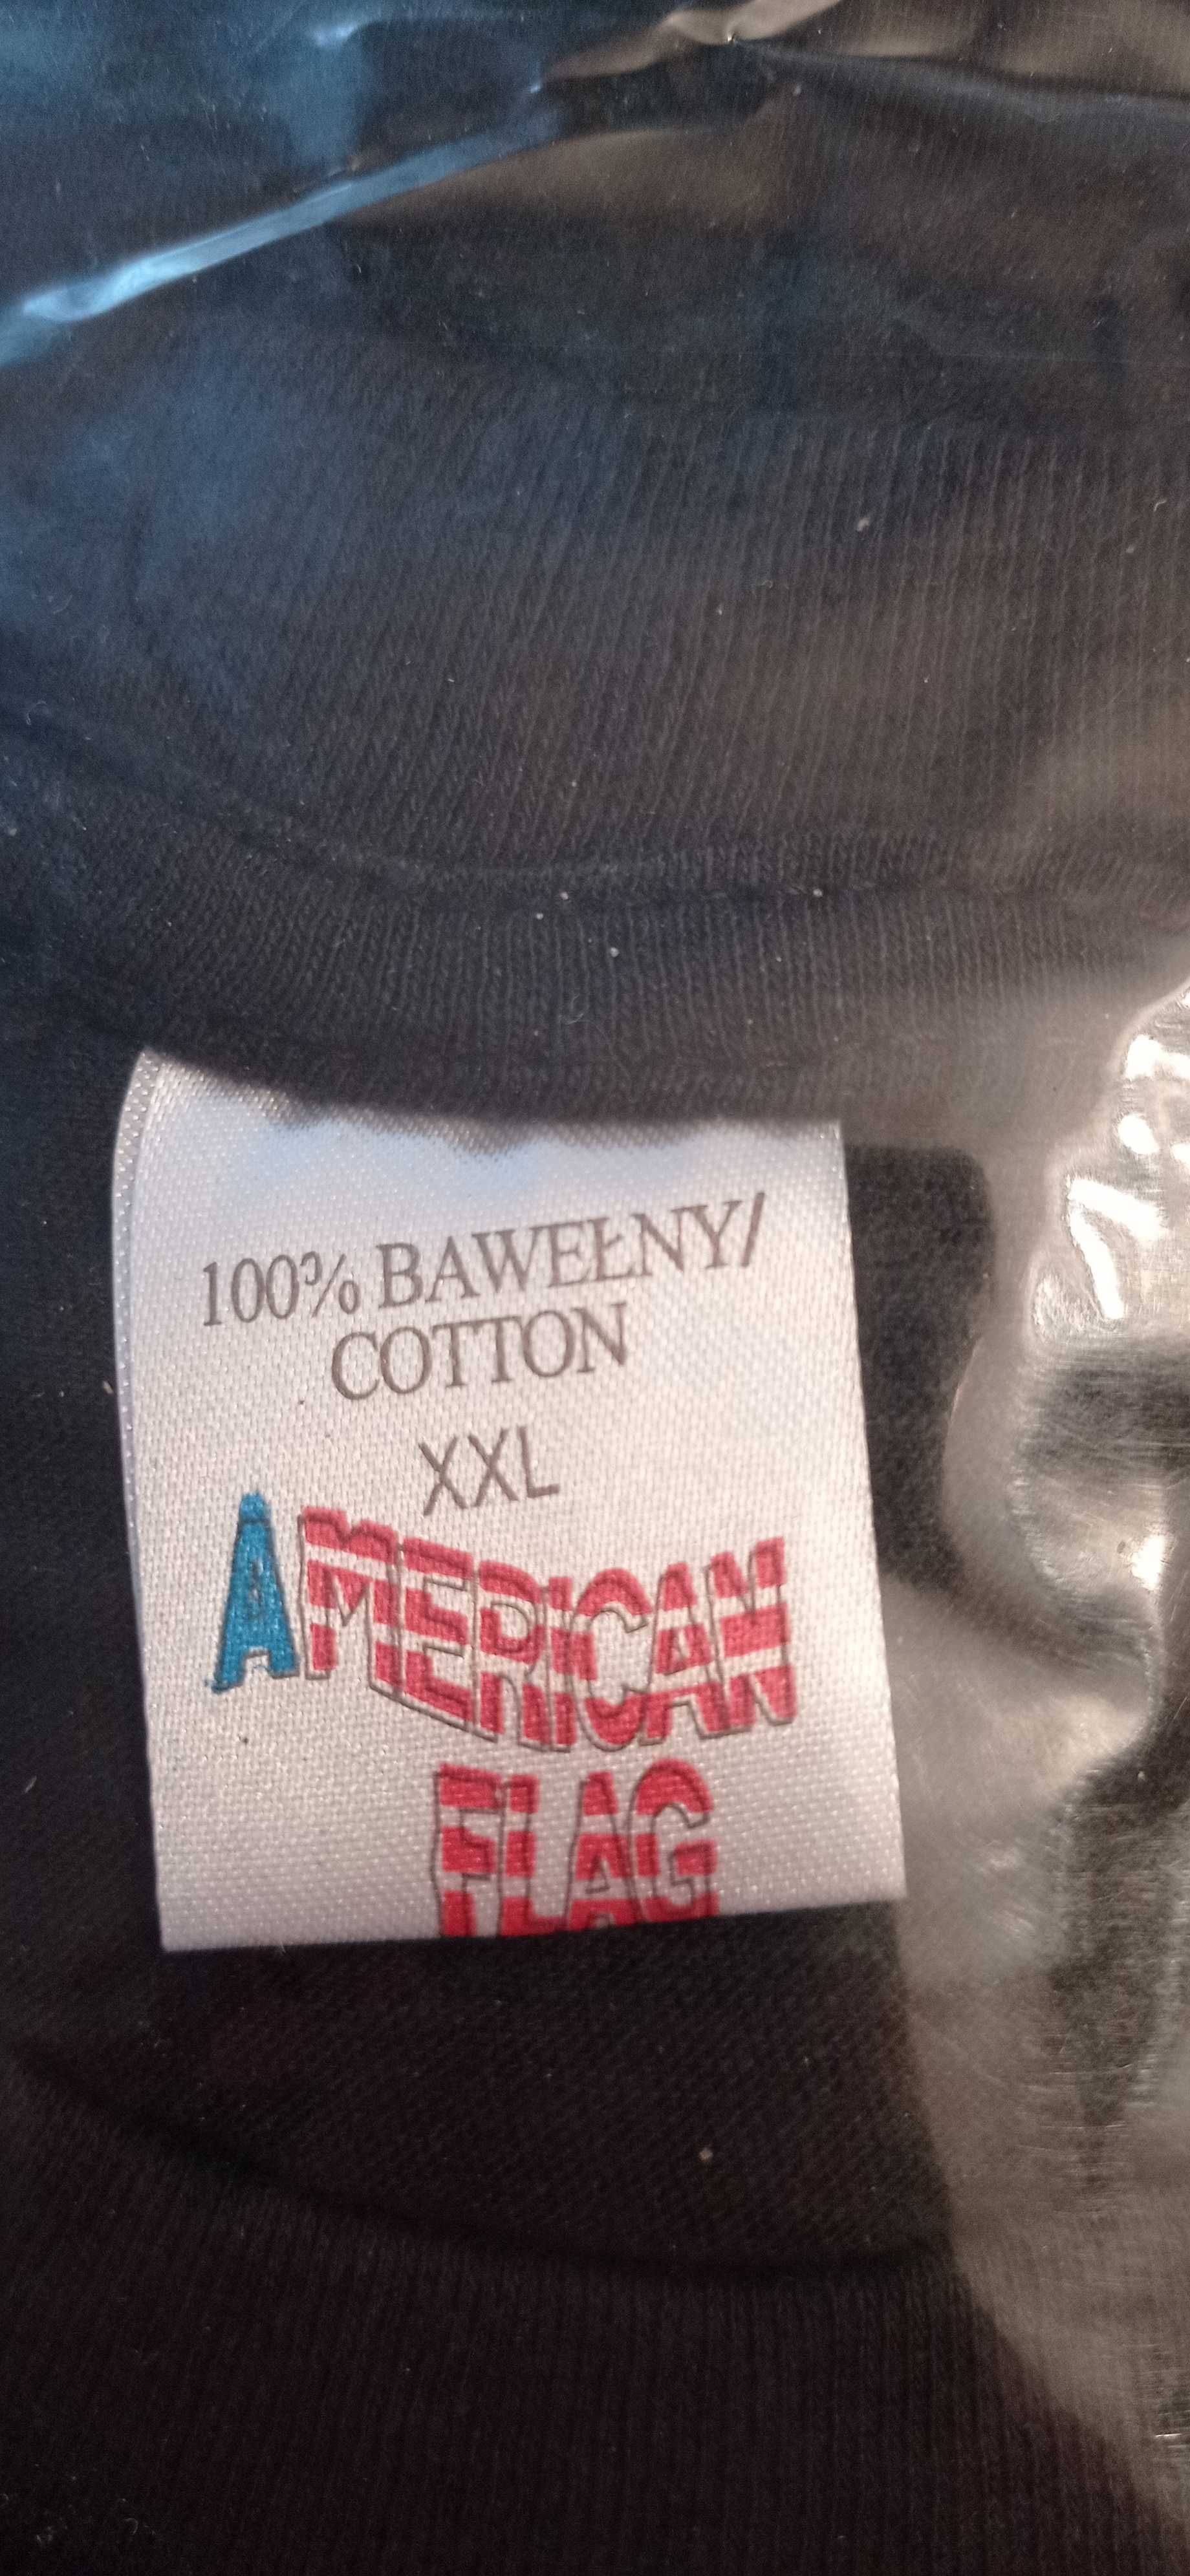 100% BAWEŁNY/
COTTON
XXL
AMERICAN
FLAG